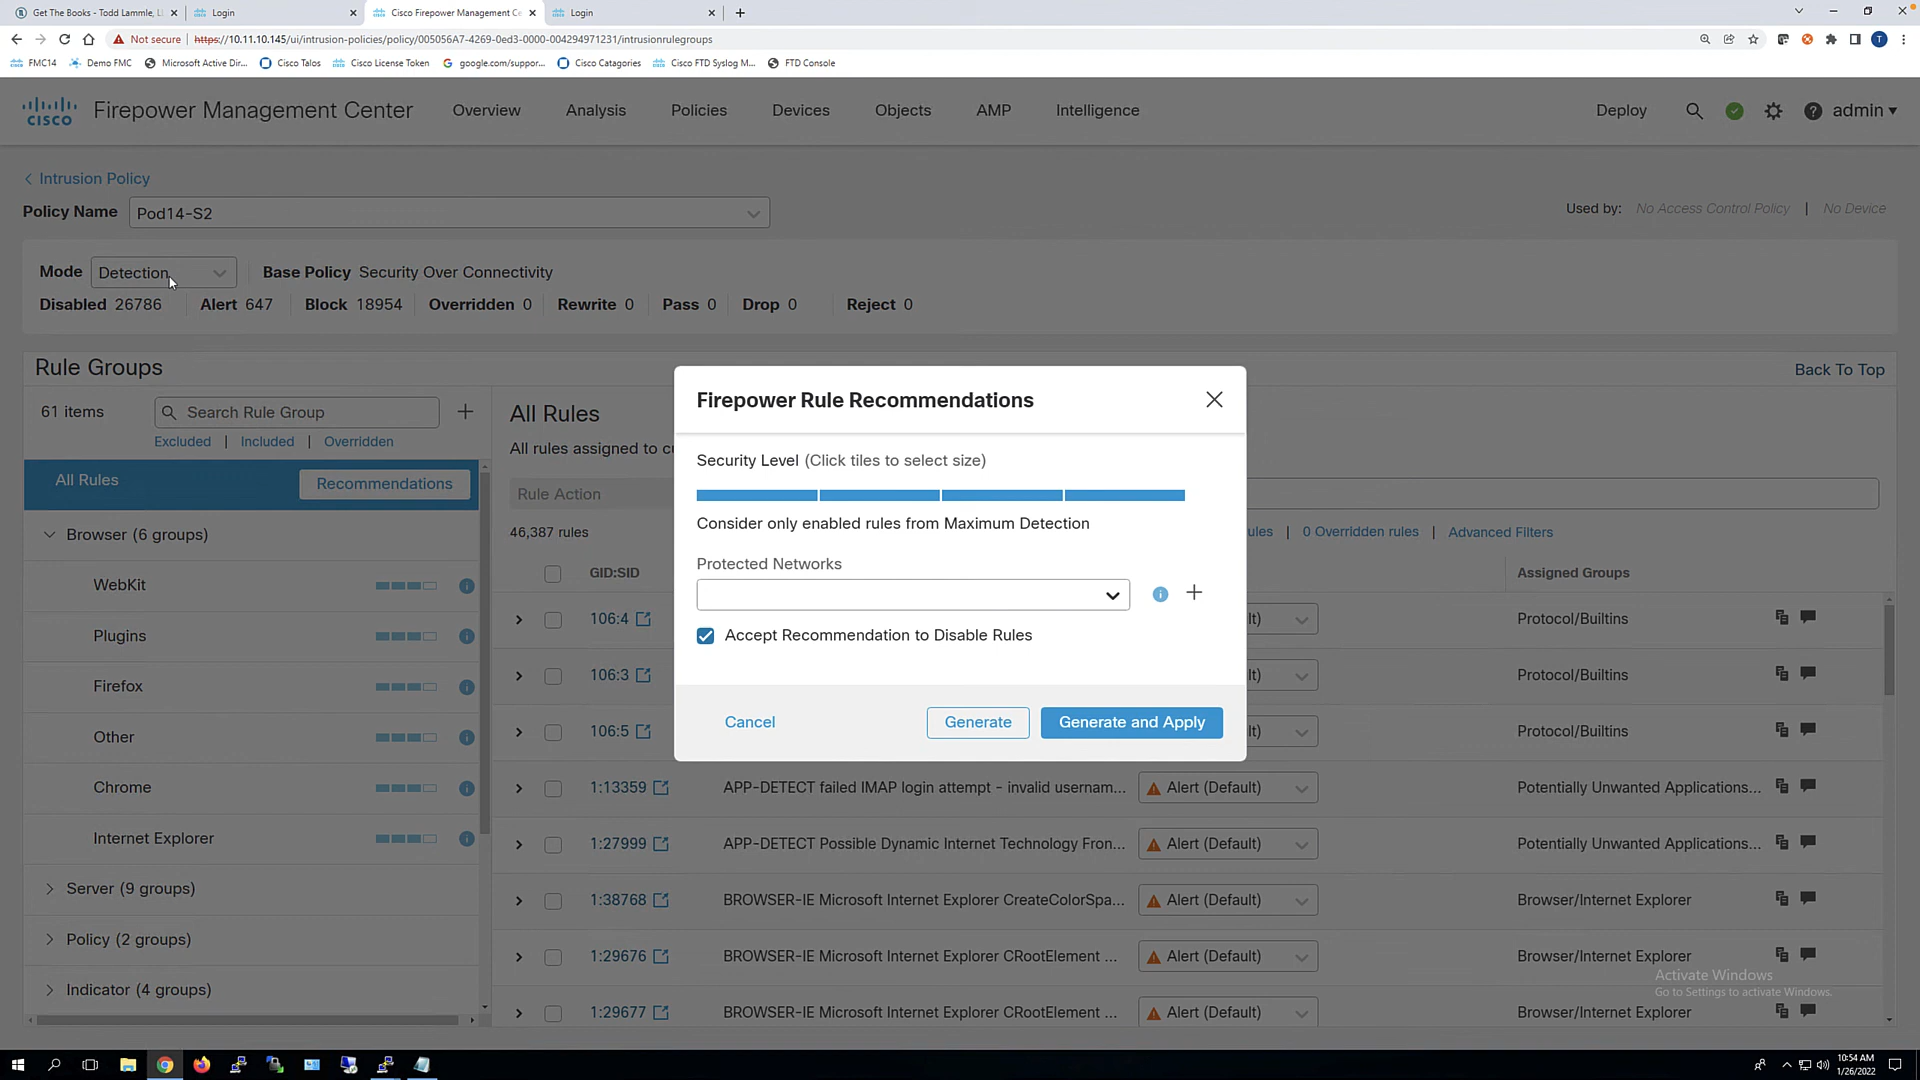 Get The Books - Todd Lammle, L
Login
Cisco Firepower Management Ce
Login
Not secure
https://10.11.10.145/ui/intrusion-policies/policy/005056A7-4269-0ed3-0000-004294971231/intrusionrulegroups
T
FMC14
Demo FMC
Microsoft Active Dir...
Cisco Talos
Cisco License Token
google.com/suppor...
Cisco Catagories
Cisco FTD Syslog M...
FTD Console
CISCO
Firepower Management Center
Overview
Analysis
Policies
Devices
Objects
AMP
Intelligence
Deploy
admin
Intrusion Policy
Policy Name
Pod14-S2
Used by: No Access Control Policy | No Device
Mode
Detection
Base Policy Security Over Connectivity
Disabled 26786
Alert 647
Block 18954
Overridden 0
Rewrite 0
Pass 0
Drop 0
Reject 0
Rule Groups
Back To Top
61 items
Search Rule Group
Excluded | Included | Overridden
All Rules
Recommendations
Browser (6 groups)
WebKit
Plugins
Firefox
Other
Chrome
Internet Explorer
Server (9 groups)
Policy (2 groups)
Indicator (4 groups)
All Rules
All rules assigned to cu
Rule Action
46,387 rules
ules | 0 Overridden rules | Advanced Filters
GID:SID
Assigned Groups
106:4
lt)
Protocol/Builtins
106:3
lt)
Protocol/Builtins
106:5
lt)
Protocol/Builtins
1:13359
APP-DETECT failed IMAP login attempt - invalid usernam...
Alert (Default)
Potentially Unwanted Applications...
1:27999
APP-DETECT Possible Dynamic Internet Technology Fron...
Alert (Default)
Potentially Unwanted Applications...
1:38768
BROWSER-IE Microsoft Internet Explorer CreateColorSpa...
Alert (Default)
Browser/Internet Explorer
1:29676
BROWSER-IE Microsoft Internet Explorer CRootElement ...
Alert (Default)
Browser/Internet Explorer
1:29677
BROWSER-IE Microsoft Internet Explorer CRootElement ...
Alert (Default)
Browser/Internet Explorer
Firepower Rule Recommendations
Security Level (Click tiles to select size)
Consider only enabled rules from Maximum Detection
Protected Networks
Accept Recommendation to Disable Rules
Cancel
Generate
Generate and Apply
Activate Windows
Go to Settings to activate Windows.
10:54 AM
1/26/2022